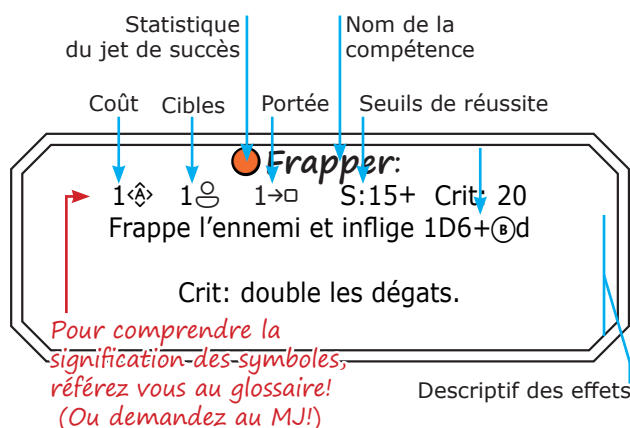 Statistique
du jet de succès
Nom de la
compétence
Coût Cibles Portée Seuils de réussite
Frapper:
1‹A› 1 1→□ S:15+ Crit: 20
Frappe l'ennemi et inflige 1D6+Ⓑd
Crit: double les dégats.
Pour comprendre la
signification des symboles,
référez vous au glossaire!
(Ou demandez au MJ!)
Descriptif des effets